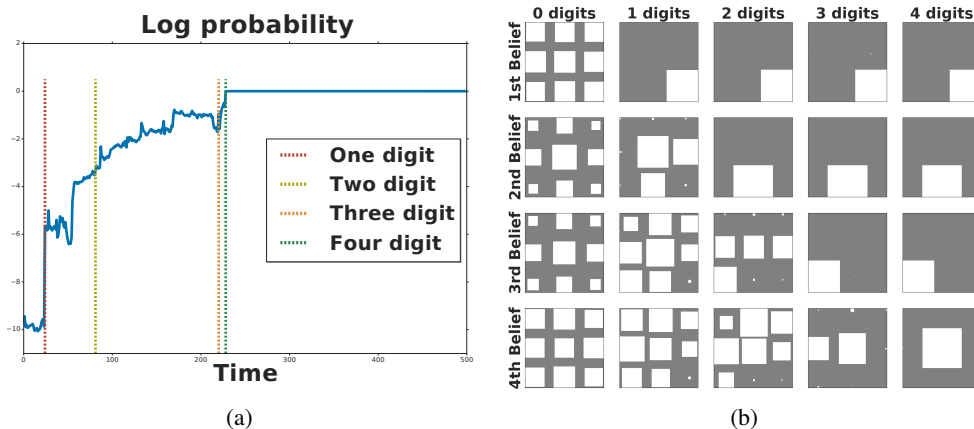 Log probability
2
0
−2
−4
−6
−8
−10
0
100
200
300
400
500
Time
One digit
Two digit
Three digit
Four digit
(a)
0 digits 1 digits 2 digits 3 digits 4 digits
1st Belief
2nd Belief
3rd Belief
4th Belief
(b)